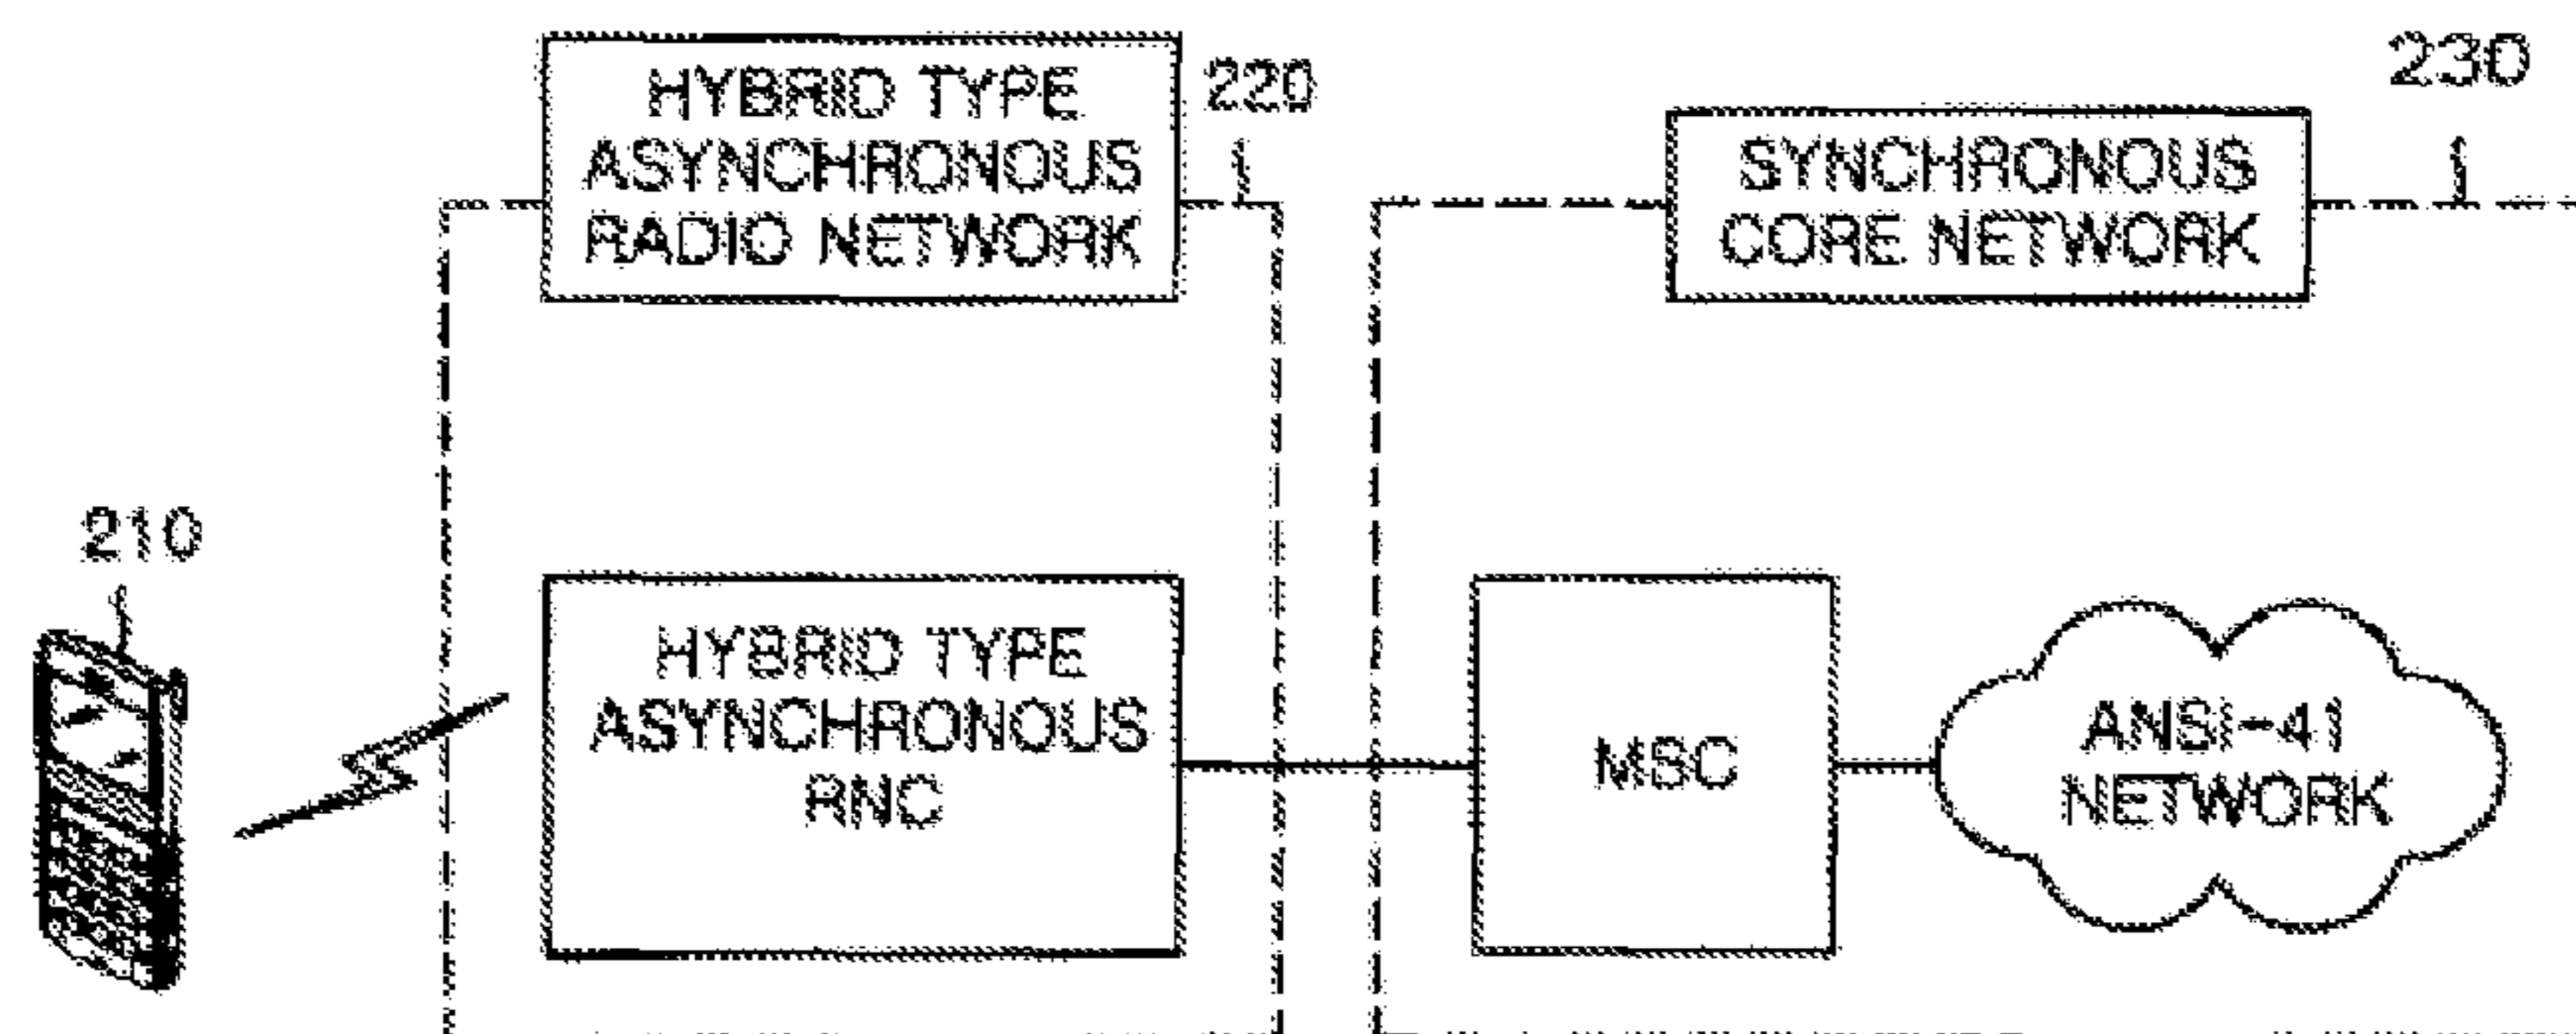 HYBRID TYPE
ASYNCHRONOUS
RADIO NETWORK
220
SYNCHRONOUS
CORE NETWORK
230
210
HYBRID TYPE
ASYNCHRONOUS
RNC
MSC
ANSI-41
NETWORK